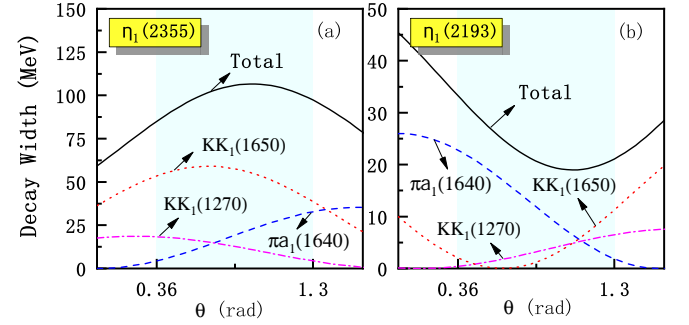 150
125
100
75
50
25
0
Decay Width (MeV)
η₁(2355)
(a)
Total
KK₁(1650)
KK₁(1270)
πa₁(1640)
0.36
1.3
θ (rad)
50
40
30
20
10
0
η₁(2193)
(b)
Total
πa₁(1640)
KK₁(1650)
KK₁(1270)
0.36
1.3
θ (rad)